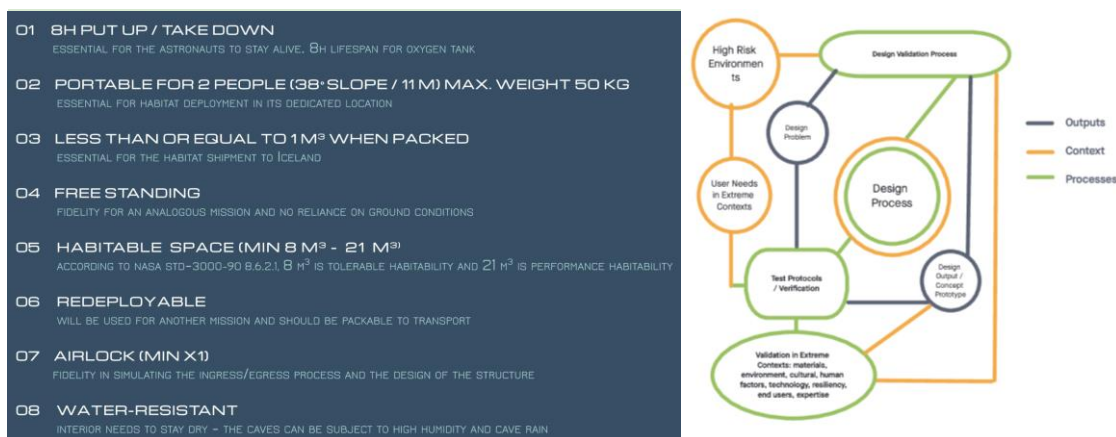 01 8H PUT UP / TAKE DOWN
ESSENTIAL FOR THE ASTRONAUTS TO STAY ALIVE. 8H LIFESPAN FOR OXYGEN TANK
02 PORTABLE FOR 2 PEOPLE (38° SLOPE / 11 M) MAX. WEIGHT 50 KG
ESSENTIAL FOR HABITAT DEPLOYMENT IN ITS DEDICATED LOCATION
03 LESS THAN OR EQUAL TO 1 M³ WHEN PACKED
ESSENTIAL FOR THE HABITAT SHIPMENT TO ICELAND
04 FREE STANDING
FIDELITY FOR AN ANALOGOUS MISSION AND NO RELIANCE ON GROUND CONDITIONS
05 HABITABLE SPACE (MIN 8 M³ - 21 M³)
ACCORDING TO NASA STD-3000-90 8.6.2.1, 8 M³ IS TOLERABLE HABITABILITY AND 21 M³ IS PERFORMANCE HABITABILITY
06 REDEPLOYABLE
WILL BE USED FOR ANOTHER MISSION AND SHOULD BE PACKABLE TO TRANSPORT
07 AIRLOCK (MIN X1)
FIDELITY IN SIMULATING THE INGRESS/EGRESS PROCESS AND THE DESIGN OF THE STRUCTURE
08 WATER-RESISTANT
INTERIOR NEEDS TO STAY DRY – THE CAVES CAN BE SUBJECT TO HIGH HUMIDITY AND CAVE RAIN
High Risk
Environme
nts
Design Validation Process
Design
Problem
User Needs
in Extreme
Contexts
Design
Process
Test Protocols
/ Verification
Design
Output /
Concept
Prototype
Validation in Extreme
Contexts: materials,
environment, cultural, human
factors, technology, resiliency,
end users, expertise
Outputs
Context
Processes